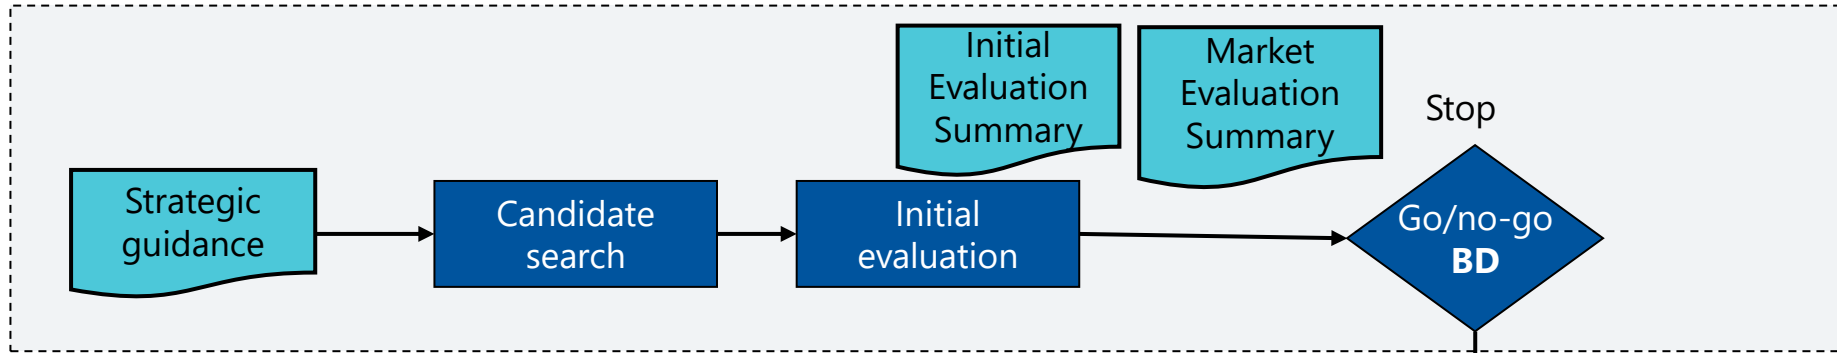 Strategic
guidance
Candidate
search
Initial
evaluation
Initial
Evaluation
Summary
Market
Evaluation
Summary
Stop
Go/no-go
BD